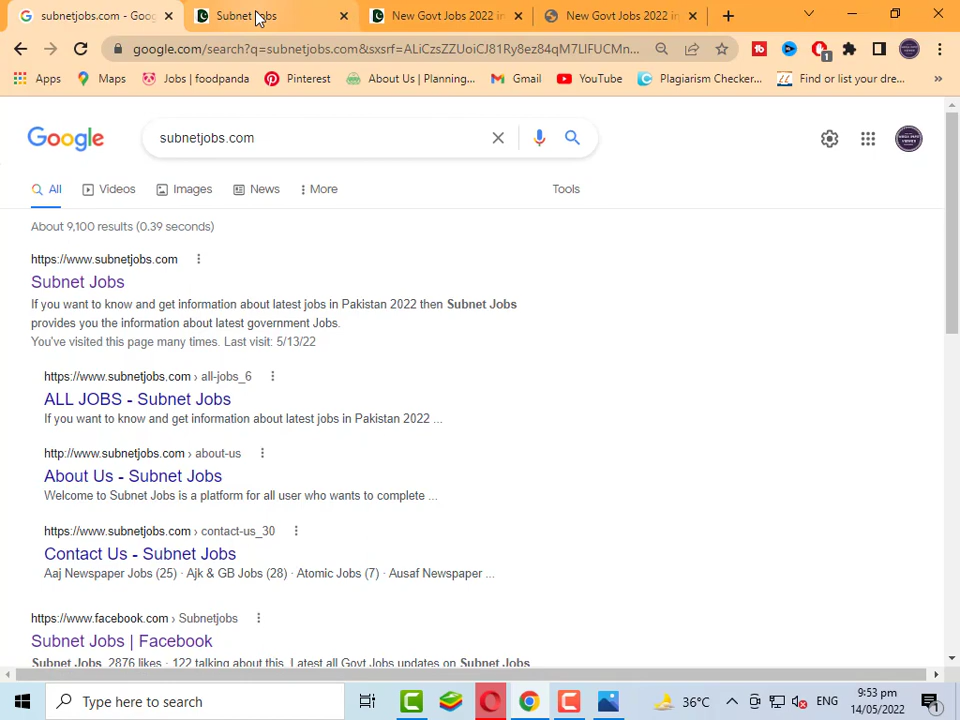 subnetjobs.com - Goog
Subnet Jobs
New Govt Jobs 2022 in
New Govt Jobs 2022 in
google.com/search?q=subnetjobs.com&sxsrf=ALiCzsZZUoiCJ81Ry8ez84qM7LlFUCMn...
Apps
Maps
Jobs | foodpanda
Pinterest
About Us | Planning...
Gmail
YouTube
Plagiarism Checker...
Find or list your dre...
»
Google
subnetjobs.com
All
Videos
Images
News
More
Tools
About 9,100 results (0.39 seconds)
https://www.subnetjobs.com
Subnet Jobs
If you want to know and get information about latest jobs in Pakistan 2022 then Subnet Jobs
provides you the information about latest government Jobs.
You've visited this page many times. Last visit: 5/13/22
https://www.subnetjobs.com › all-jobs_6
ALL JOBS - Subnet Jobs
If you want to know and get information about latest jobs in Pakistan 2022 ...
http://www.subnetjobs.com › about-us
About Us - Subnet Jobs
Welcome to Subnet Jobs is a platform for all user who wants to complete ...
https://www.subnetjobs.com › contact-us_30
Contact Us - Subnet Jobs
Aaj Newspaper Jobs (25) · Ajk & GB Jobs (28) · Atomic Jobs (7) · Ausaf Newspaper ...
https://www.facebook.com › Subnetjobs
Subnet Jobs | Facebook
Subnet Jobs. 2876 likes · 122 talking about this. Latest all Govt Jobs updates on Subnet Jobs
Type here to search
36°C
ENG
9:53 pm
14/05/2022